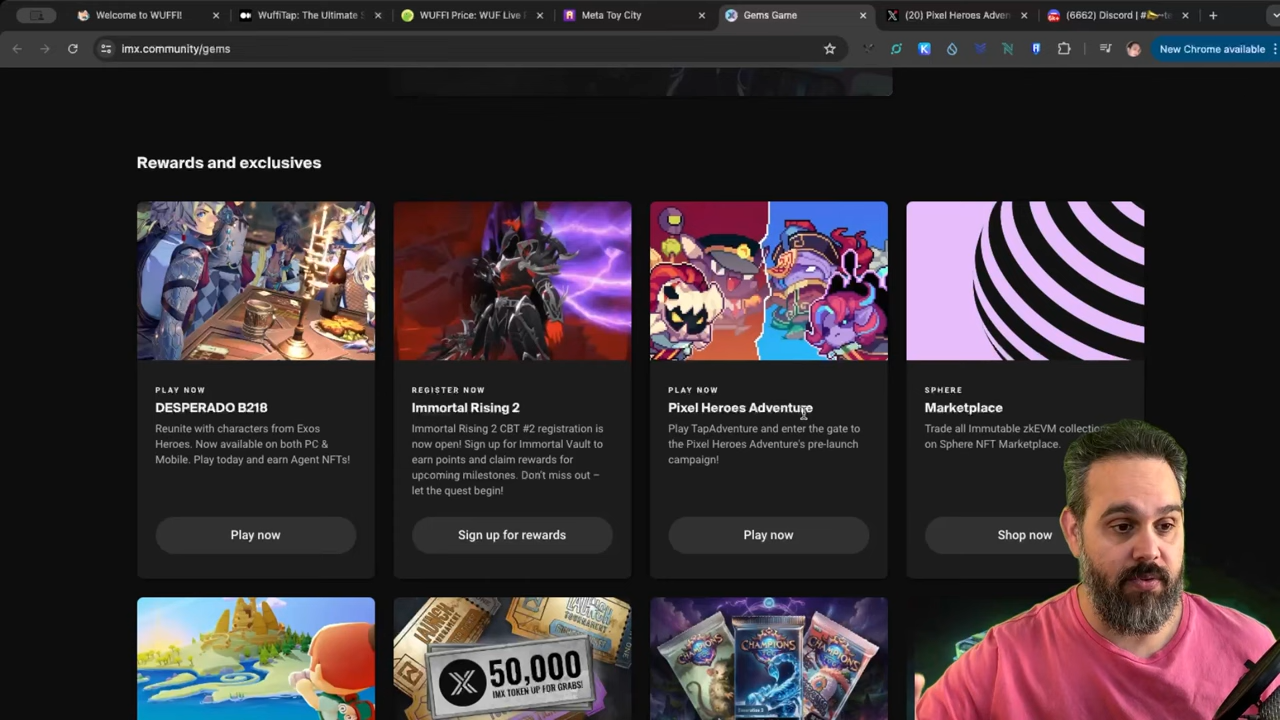 Welcome to WUFFI!
WuffiTap: The Ultimate
WUFFI Price: WUF Live
Meta Toy City
Gems Game
(20) Pixel Heroes Adven
(6662) Discord | #
imx.community/gems
New Chrome available
Rewards and exclusives
PLAY NOW
DESPERADO B218
Reunite with characters from Exos
Heroes. Now available on both PC &
Mobile. Play today and earn Agent NFTs!
Play now
REGISTER NOW
Immortal Rising 2
Immortal Rising 2 CBT #2 registration is
now open! Sign up for Immortal Vault to
earn points and claim rewards for
upcoming milestones. Don't miss out –
let the quest begin!
Sign up for rewards
PLAY NOW
Pixel Heroes Adventure
Play TapAdventure and enter the gate to
the Pixel Heroes Adventure's pre-launch
campaign!
Play now
SPHERE
Marketplace
Trade all Immutable zkEVM collectio
on Sphere NFT Marketplace.
Shop now
LAUNCH
TOURNAMENT
50,000
IMX TOKEN UP FOR GRABS!
CHAMPIONS
CHAMPIONS
CHAMPIONS